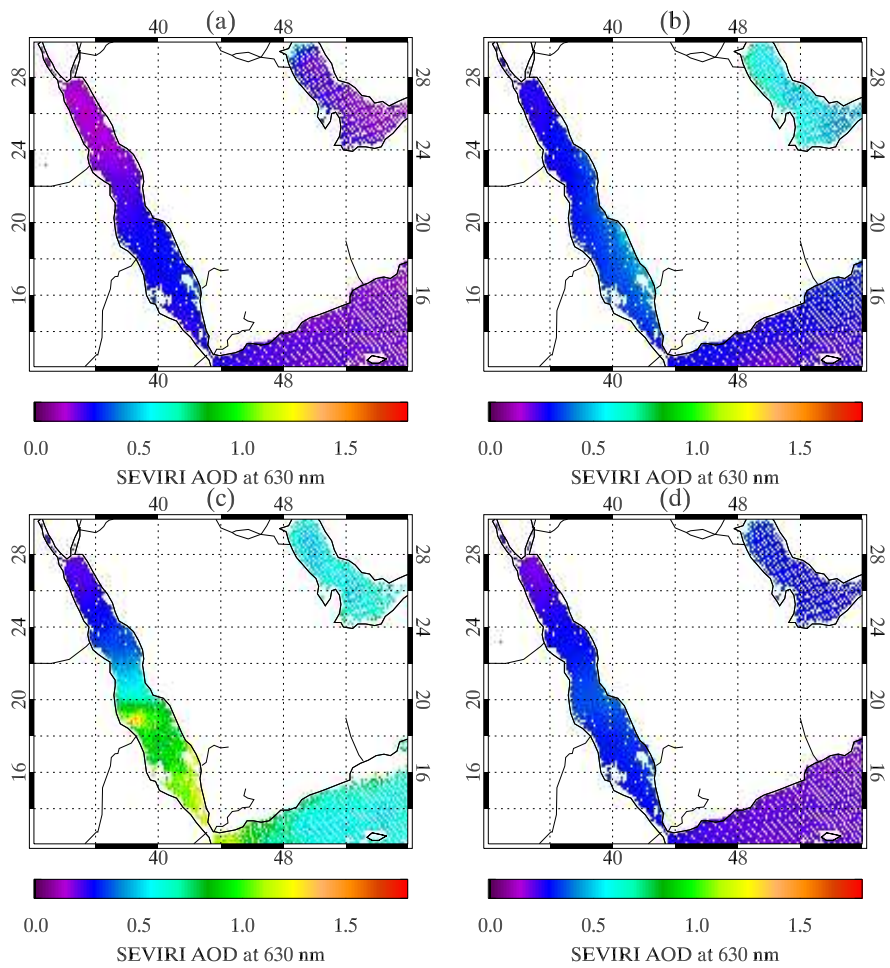 (a) (b)
40 40 48
28 28 28 28
24 24 24 24
20 20 20 20
16 16 16 16
40 48 48
0.0 0.5 1.0 1.5 0.0 0.5 1.0 1.5
SEVIRI AOD at 630 nm SEVIRI AOD at 630 nm
(c) (d)
40 48 40 48
28 28 28 28
24 24 24 24
20 20 20 20
16 16 16 16
40 48 40 48
0.0 0.5 1.0 1.5 0.0 0.5 1.0 1.5
SEVIRI AOD at 630 nm SEVIRI AOD at 630 nm